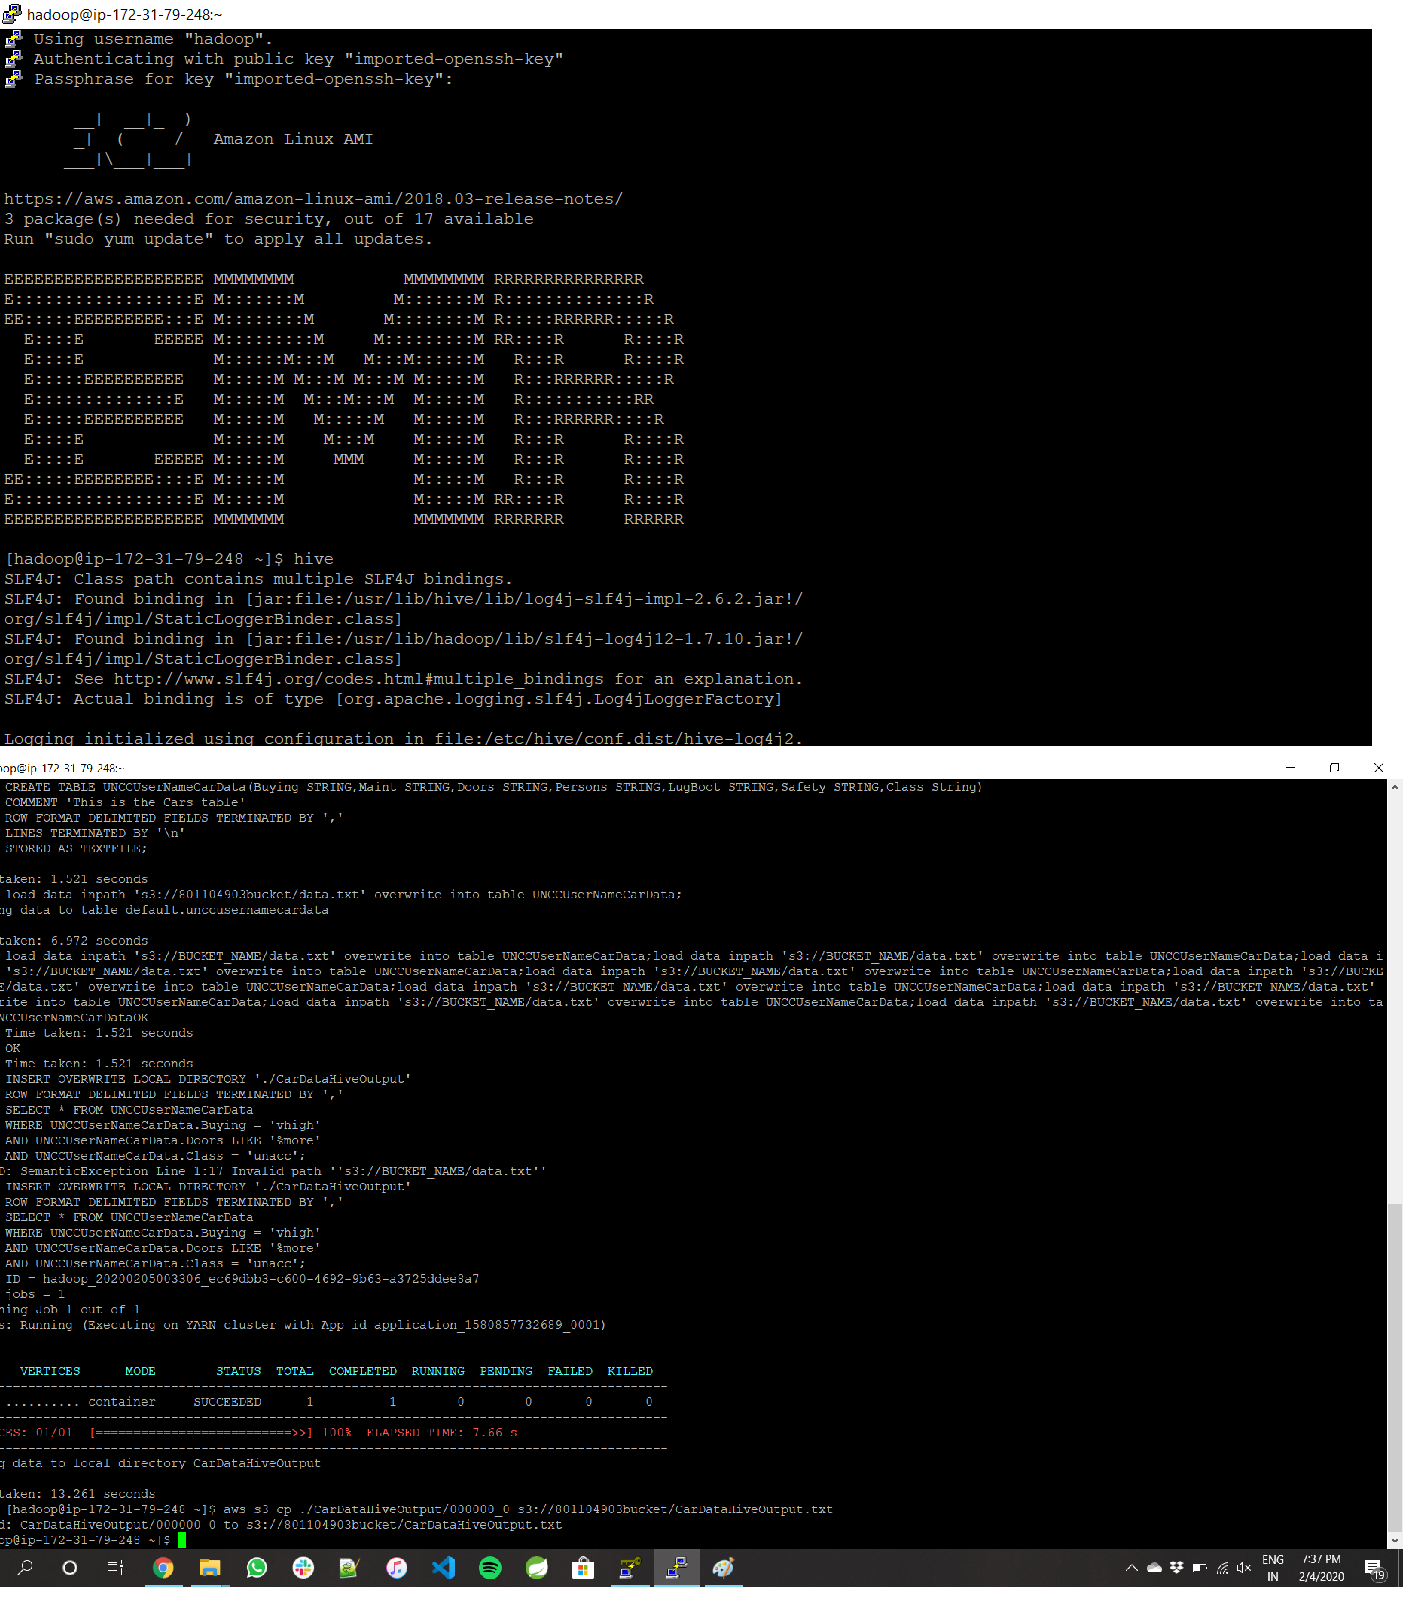 hadoop@ip-172-31-79-248:~
Using username "hadoop".
Authenticating with public key "imported-openssh-key"
Passphrase for key "imported-openssh-key":
       __|  __|_  )
       _|  (     /   Amazon Linux AMI
      ___|\___|___|
https://aws.amazon.com/amazon-linux-ami/2018.03-release-notes/
3 package(s) needed for security, out of 17 available
Run "sudo yum update" to apply all updates.
EEEEEEEEEEEEEEEEEEEE MMMMMMMM           MMMMMMMM RRRRRRRRRRRRRRR
E::::::::::::::::::E M:::::::M         M:::::::M R::::::::::::::R
EE:::::EEEEEEEEE:::E M::::::::M       M::::::::M R:::::RRRRRR:::::R
  E::::E       EEEEE M:::::::::M     M:::::::::M RR::::R      R::::R
  E::::E             M::::::M:::M   M:::M::::::M   R:::R      R::::R
  E:::::EEEEEEEEEE   M:::::M M:::M M:::M M:::::M   R:::RRRRRR:::::R
  E::::::::::::::E   M:::::M  M:::M:::M  M:::::M   R:::::::::::RR
  E:::::EEEEEEEEEE   M:::::M   M:::::M   M:::::M   R:::RRRRRR::::R
  E::::E             M:::::M    M:::M    M:::::M   R:::R      R::::R
  E::::E       EEEEE M:::::M     MMM     M:::::M   R:::R      R::::R
EE:::::EEEEEEEE::::E M:::::M             M:::::M   R:::R      R::::R
E::::::::::::::::::E M:::::M             M:::::M RR::::R      R::::R
EEEEEEEEEEEEEEEEEEEE MMMMMMM             MMMMMMM RRRRRRR      RRRRRR
[hadoop@ip-172-31-79-248 ~]$ hive
SLF4J: Class path contains multiple SLF4J bindings.
SLF4J: Found binding in [jar:file:/usr/lib/hive/lib/log4j-slf4j-impl-2.6.2.jar!/
org/slf4j/impl/StaticLoggerBinder.class]
SLF4J: Found binding in [jar:file:/usr/lib/hadoop/lib/slf4j-log4j12-1.7.10.jar!/
org/slf4j/impl/StaticLoggerBinder.class]
SLF4J: See http://www.slf4j.org/codes.html#multiple_bindings for an explanation.
SLF4J: Actual binding is of type [org.apache.logging.slf4j.Log4jLoggerFactory]
Logging initialized using configuration in file:/etc/hive/conf.dist/hive-log4j2.
oop@ip-172-31-79-248:~
CREATE TABLE UNCCUserNameCarData(Buying STRING,Maint STRING,Doors STRING,Persons STRING,LugBoot STRING,Safety STRING,Class String)
COMMENT 'This is the Cars table'
ROW FORMAT DELIMITED FIELDS TERMINATED BY ','
LINES TERMINATED BY '\n'
STORED AS TEXTFILE;
taken: 1.521 seconds
load data inpath 's3://801104903bucket/data.txt' overwrite into table UNCCUserNameCarData;
ng data to table default.unccusernamecardata
taken: 6.972 seconds
load data inpath 's3://BUCKET_NAME/data.txt' overwrite into table UNCCUserNameCarData;load data inpath 's3://BUCKET_NAME/data.txt' overwrite into table UNCCUserNameCarData;load data i
's3://BUCKET_NAME/data.txt' overwrite into table UNCCUserNameCarData;load data inpath 's3://BUCKET_NAME/data.txt' overwrite into table UNCCUserNameCarData;load data inpath 's3://BUCKE
E/data.txt' overwrite into table UNCCUserNameCarData;load data inpath 's3://BUCKET_NAME/data.txt' overwrite into table UNCCUserNameCarData;load data inpath 's3://BUCKET_NAME/data.txt'
rite into table UNCCUserNameCarData;load data inpath 's3://BUCKET_NAME/data.txt' overwrite into table UNCCUserNameCarData;load data inpath 's3://BUCKET_NAME/data.txt' overwrite into ta
NCCUserNameCarDataOK
Time taken: 1.521 seconds
OK
Time taken: 1.521 seconds
INSERT OVERWRITE LOCAL DIRECTORY './CarDataHiveOutput'
ROW FORMAT DELIMITED FIELDS TERMINATED BY ','
SELECT * FROM UNCCUserNameCarData
WHERE UNCCUserNameCarData.Buying = 'vhigh'
AND UNCCUserNameCarData.Doors LIKE '%more'
AND UNCCUserNameCarData.Class = 'unacc';
D: SemanticException Line 1:17 Invalid path ''s3://BUCKET_NAME/data.txt''
INSERT OVERWRITE LOCAL DIRECTORY './CarDataHiveOutput'
ROW FORMAT DELIMITED FIELDS TERMINATED BY ','
SELECT * FROM UNCCUserNameCarData
WHERE UNCCUserNameCarData.Buying = 'vhigh'
AND UNCCUserNameCarData.Doors LIKE '%more'
AND UNCCUserNameCarData.Class = 'unacc';
ID = hadoop_20200205003306_ec69dbb3-c600-4692-9b63-a3725ddee8a7
jobs = 1
hing Job 1 out of 1
s: Running (Executing on YARN cluster with App id application_1580857732689_0001)
VERTICES      MODE        STATUS  TOTAL  COMPLETED  RUNNING  PENDING  FAILED  KILLED
.......... container     SUCCEEDED      1          1        0        0       0       0
CES: 01/01  [==========================>>] 100%  ELAPSED TIME: 7.66 s
g data to local directory CarDataHiveOutput
taken: 13.261 seconds
[hadoop@ip-172-31-79-248 ~]$ aws s3 cp ./CarDataHiveOutput/000000_0 s3://801104903bucket/CarDataHiveOutput.txt
d: CarDataHiveOutput/000000_0 to s3://801104903bucket/CarDataHiveOutput.txt
op@ip-172-31-79-248 ~]$
ENG
IN
7:37 PM
2/4/2020
19